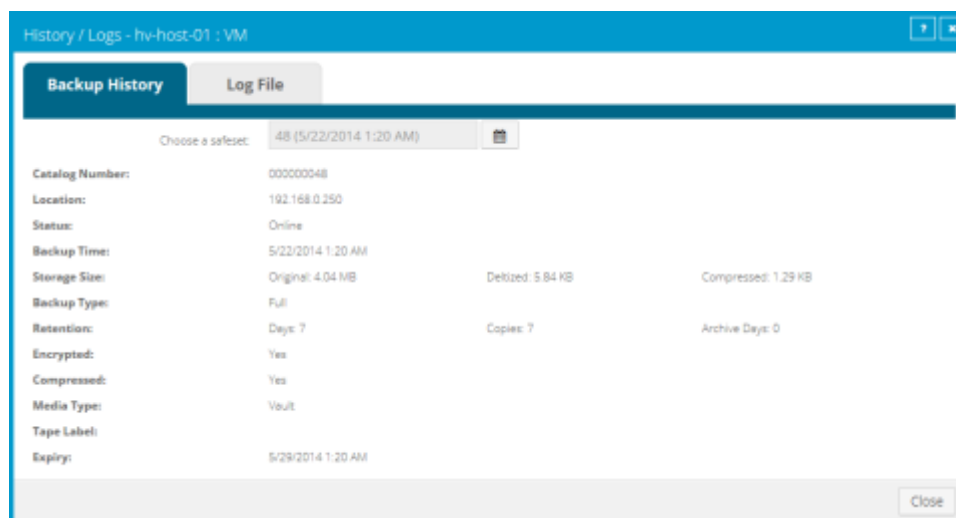 History / Logs - hv-host-01 : VM
Backup History Log File
Choose a safeset: 48 (5/22/2014 1:20 AM)
Catalog Number: 000000048
Location: 192.168.0.250
Status: Online
Backup Time: 5/22/2014 1:20 AM
Storage Size: Original: 4.04 MB Deltized: 5.84 KB Compressed: 1.29 KB
Backup Type: Full
Retention: Days: 7 Copies: 7 Archive Days: 0
Encrypted: Yes
Compressed: Yes
Media Type: Vault
Tape Label:
Expiry: 5/29/2014 1:20 AM
Close